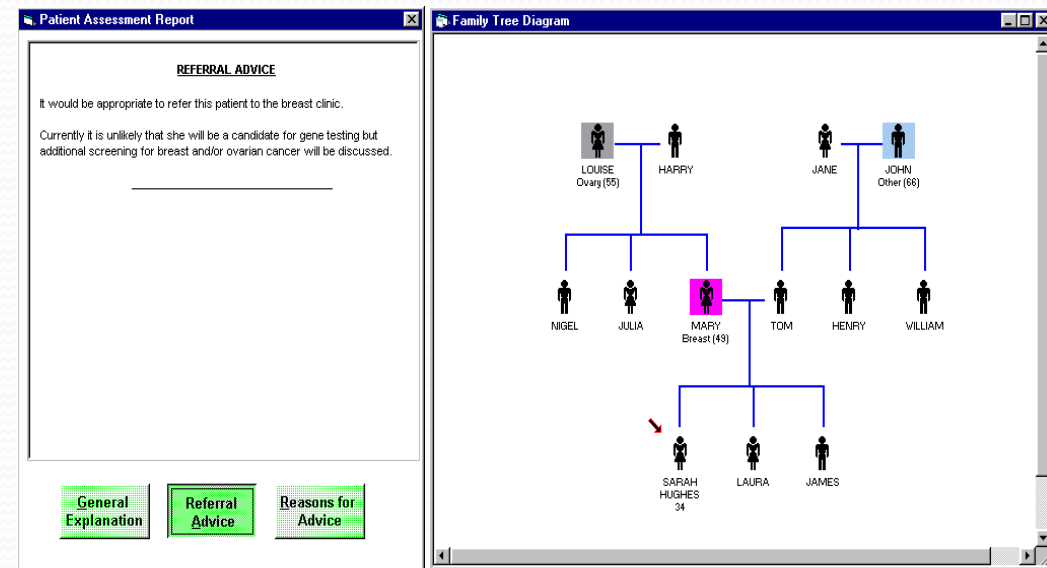 Patient Assessment Report
REFERRAL ADVICE
It would be appropriate to refer this patient to the breast clinic.
Currently it is unlikely that she will be a candidate for gene testing but
additional screening for breast and/or ovarian cancer will be discussed.
General
Explanation
Referral
Advice
Reasons for
Advice
Family Tree Diagram
LOUISE
Ovary (55)
HARRY
JANE
JOHN
Other (66)
NIGEL
JULIA
MARY
Breast (49)
TOM
HENRY
WILLIAM
SARAH
HUGHES
34
LAURA
JAMES